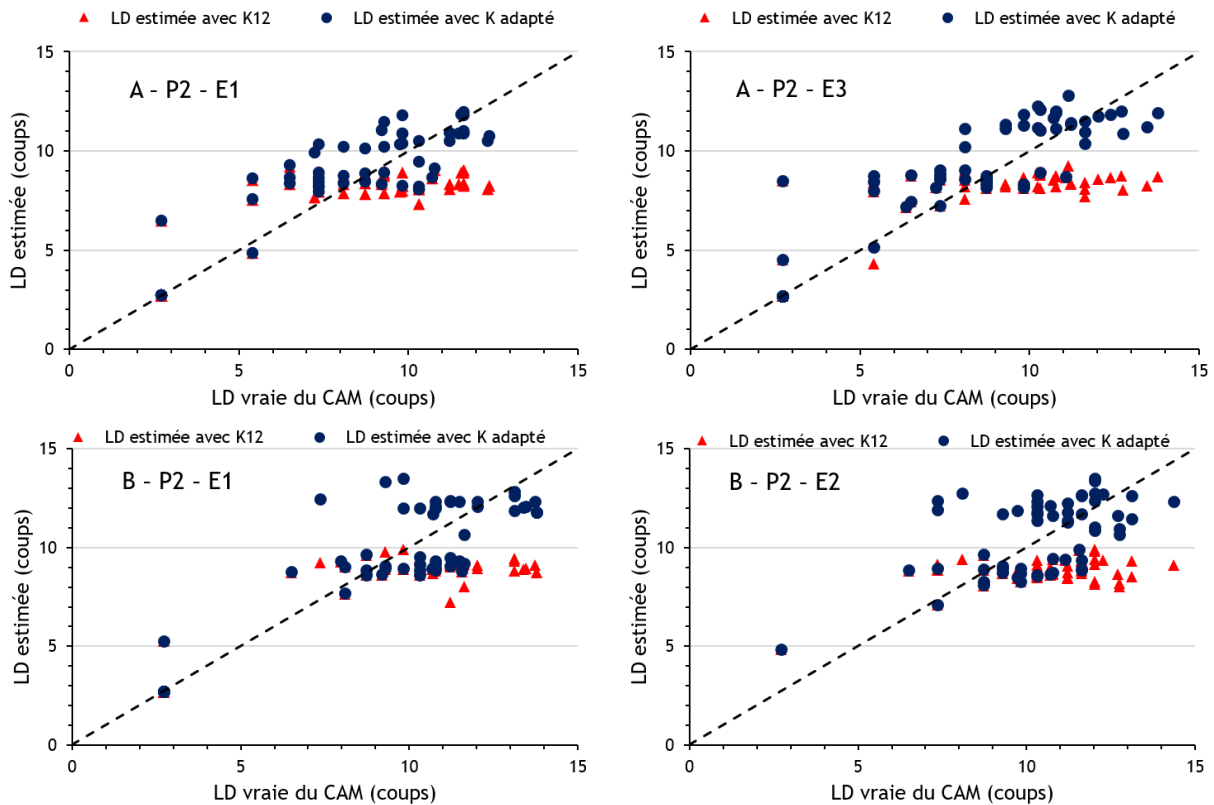 LD estimée avec K12 LD estimée avec K adapté
A – P2 – E1
LD estimée (coups)
15
10
5
0
0 5 10 15
LD vraie du CAM (coups)
LD estimée avec K12 LD estimée avec K adapté
A – P2 – E3
LD estimée (coups)
15
10
5
0
0 5 10 15
LD vraie du CAM (coups)
LD estimée avec K12 LD estimée avec K adapté
B – P2 – E1
LD estimée (coups)
15
10
5
0
0 5 10 15
LD vraie du CAM (coups)
LD estimée avec K12 LD estimée avec K adapté
B – P2 – E2
LD estimée (coups)
15
10
5
0
0 5 10 15
LD vraie du CAM (coups)